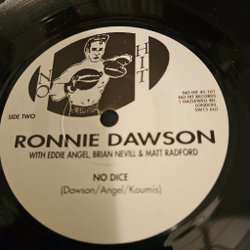 NO
HIT
NO HIT 45 101
NO HIT RECORDS
1 HAZLEWELL RD,
LONDON,
SW15 6LU
SIDE TWO
RONNIE DAWSON
WITH EDDIE ANGEL, BRIAN NEVILL & MATT RADFORD
NO DICE
(Dawson/Angel/Koumis)